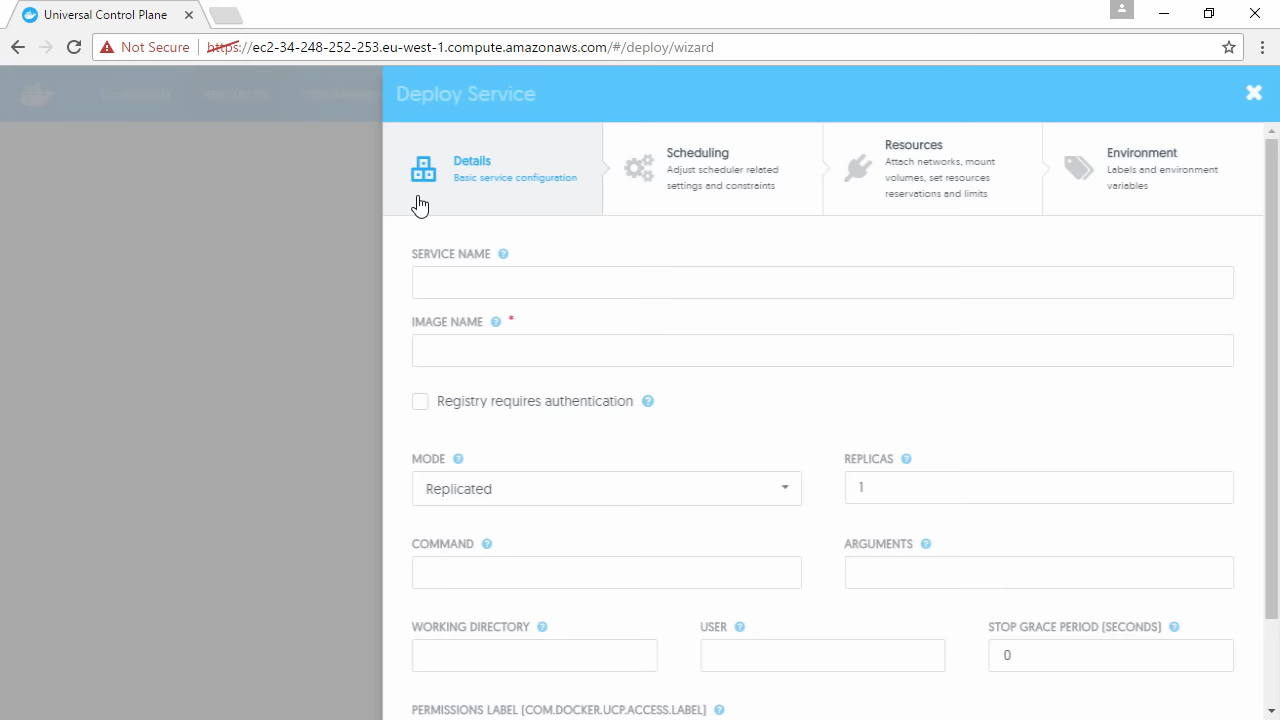 Universal Control Plane
Not Secure https://ec2-34-248-252-253.eu-west-1.compute.amazonaws.com/#/deploy/wizard
Deploy Service
Details
Basic service configuration
Scheduling
Adjust scheduler related
settings and constraints
Resources
Attach networks, mount
volumes, set resources
reservations and limits
Environment
Labels and environment
variables
SERVICE NAME
IMAGE NAME *
Registry requires authentication
MODE
Replicated
REPLICAS
1
COMMAND
ARGUMENTS
WORKING DIRECTORY
USER
STOP GRACE PERIOD (SECONDS)
0
PERMISSIONS LABEL (COM.DOCKER.UCP.ACCESS.LABEL)